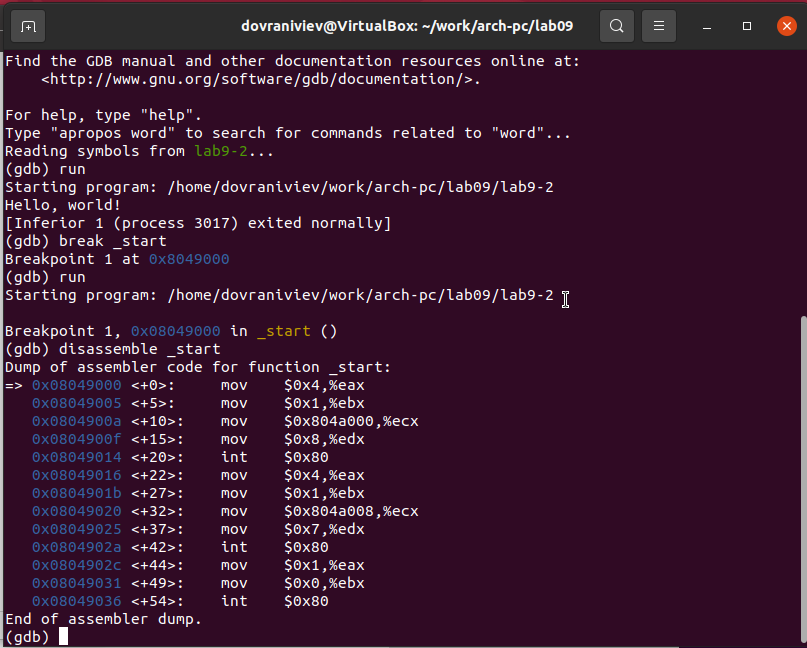 dovraniviev@VirtualBox: ~/work/arch-pc/lab09
Find the GDB manual and other documentation resources online at:
    <http://www.gnu.org/software/gdb/documentation/>.

For help, type "help".
Type "apropos word" to search for commands related to "word"...
Reading symbols from lab9-2...
(gdb) run
Starting program: /home/dovraniviev/work/arch-pc/lab09/lab9-2
Hello, world!
[Inferior 1 (process 3017) exited normally]
(gdb) break _start
Breakpoint 1 at 0x8049000
(gdb) run
Starting program: /home/dovraniviev/work/arch-pc/lab09/lab9-2

Breakpoint 1, 0x08049000 in _start ()
(gdb) disassemble _start
Dump of assembler code for function _start:
=> 0x08049000 <+0>:     mov    $0x4,%eax
   0x08049005 <+5>:     mov    $0x1,%ebx
   0x0804900a <+10>:    mov    $0x804a000,%ecx
   0x0804900f <+15>:    mov    $0x8,%edx
   0x08049014 <+20>:    int    $0x80
   0x08049016 <+22>:    mov    $0x4,%eax
   0x0804901b <+27>:    mov    $0x1,%ebx
   0x08049020 <+32>:    mov    $0x804a008,%ecx
   0x08049025 <+37>:    mov    $0x7,%edx
   0x0804902a <+42>:    int    $0x80
   0x0804902c <+44>:    mov    $0x1,%eax
   0x08049031 <+49>:    mov    $0x0,%ebx
   0x08049036 <+54>:    int    $0x80
End of assembler dump.
(gdb)